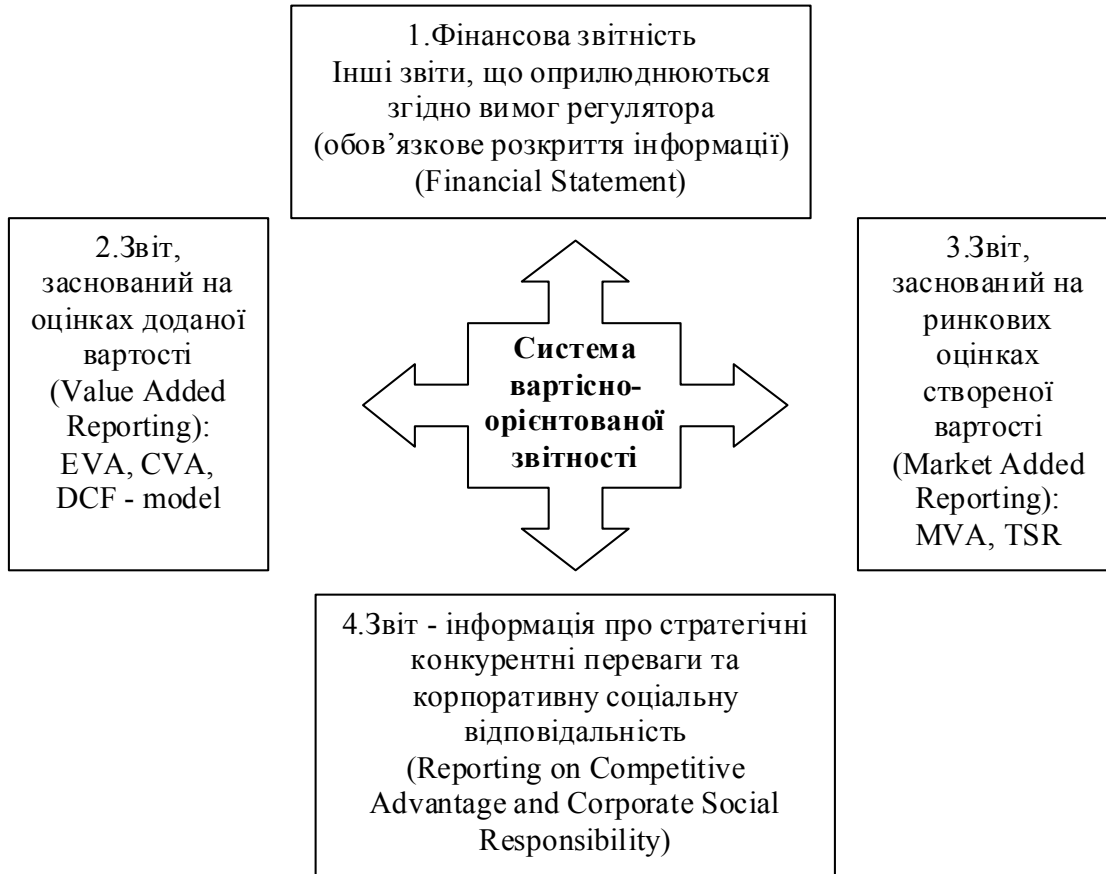 1.Фінансова звітність
Інші звіти, що оприлюднюються
згідно вимог регулятора
(обов’язкове розкриття інформації)
(Financial Statement)
2.Звіт,
заснований на
оцінках доданої
вартості
(Value Added
Reporting):
EVA, CVA,
DCF - model
Система
вартісно-
орієнтованої
звітності
3.Звіт,
заснований на
ринкових
оцінках
створеної
вартості
(Market Added
Reporting):
MVA, TSR
4.Звіт - інформація про стратегічні
конкурентні переваги та
корпоративну соціальну
відповідальність
(Reporting on Competitive
Advantage and Corporate Social
Responsibility)